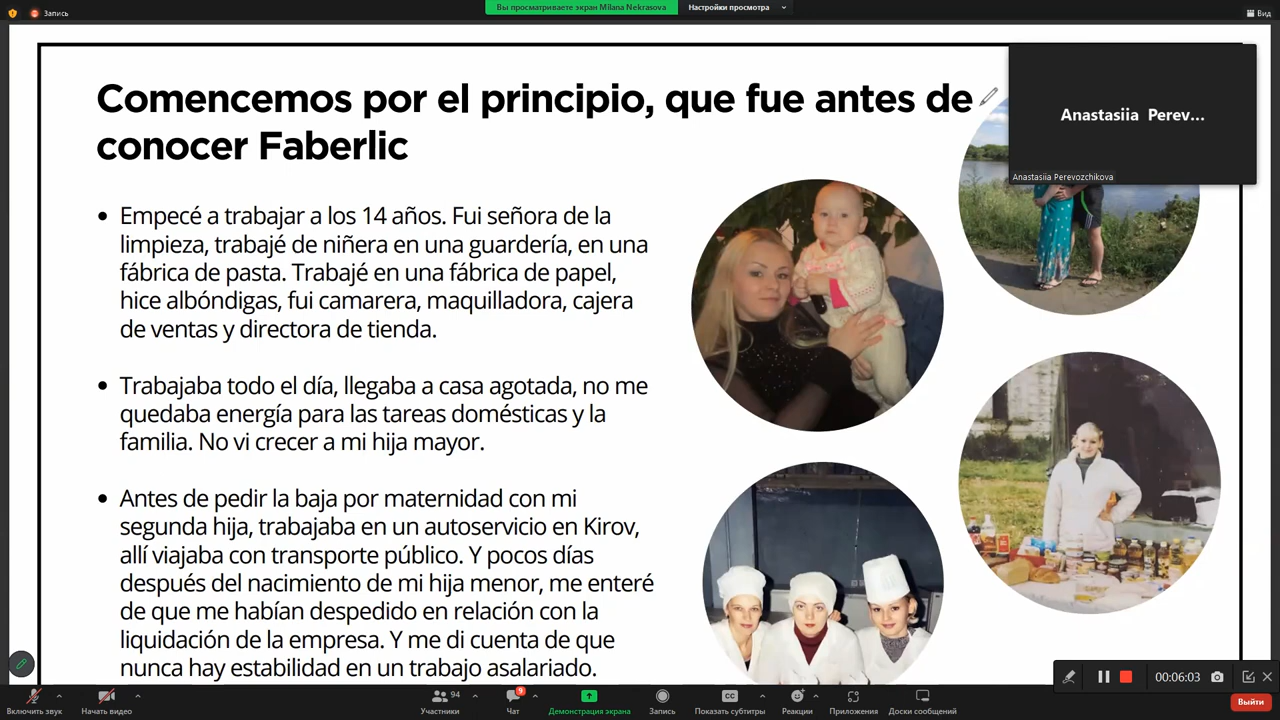 Запись
Вы просматриваете экран Milana Nekrasova
Настройки просмотра
Вид
Comencemos por el principio, que fue antes de
conocer Faberlic
Anastasiia Perev...
Anastasiia Perevozchikova
• Empecé a trabajar a los 14 años. Fui señora de la
limpieza, trabajé de niñera en una guardería, en una
fábrica de pasta. Trabajé en una fábrica de papel,
hice albóndigas, fui camarera, maquilladora, cajera
de ventas y directora de tienda.
• Trabajaba todo el día, llegaba a casa agotada, no me
quedaba energía para las tareas domésticas y la
familia. No vi crecer a mi hija mayor.
• Antes de pedir la baja por maternidad con mi
segunda hija, trabajaba en un autoservicio en Kirov,
allí viajaba con transporte público. Y pocos días
después del nacimiento de mi hija menor, me enteré
de que me habían despedido en relación con la
liquidación de la empresa. Y me di cuenta de que
nunca hay estabilidad en un trabajo asalariado.
00:06:03
Включить звук
Начать видео
94
Участники
9
Чат
Демонстрация экрана
Запись
CC
Показать субтитры
Реакции
Приложения
Доски сообщений
Выйти